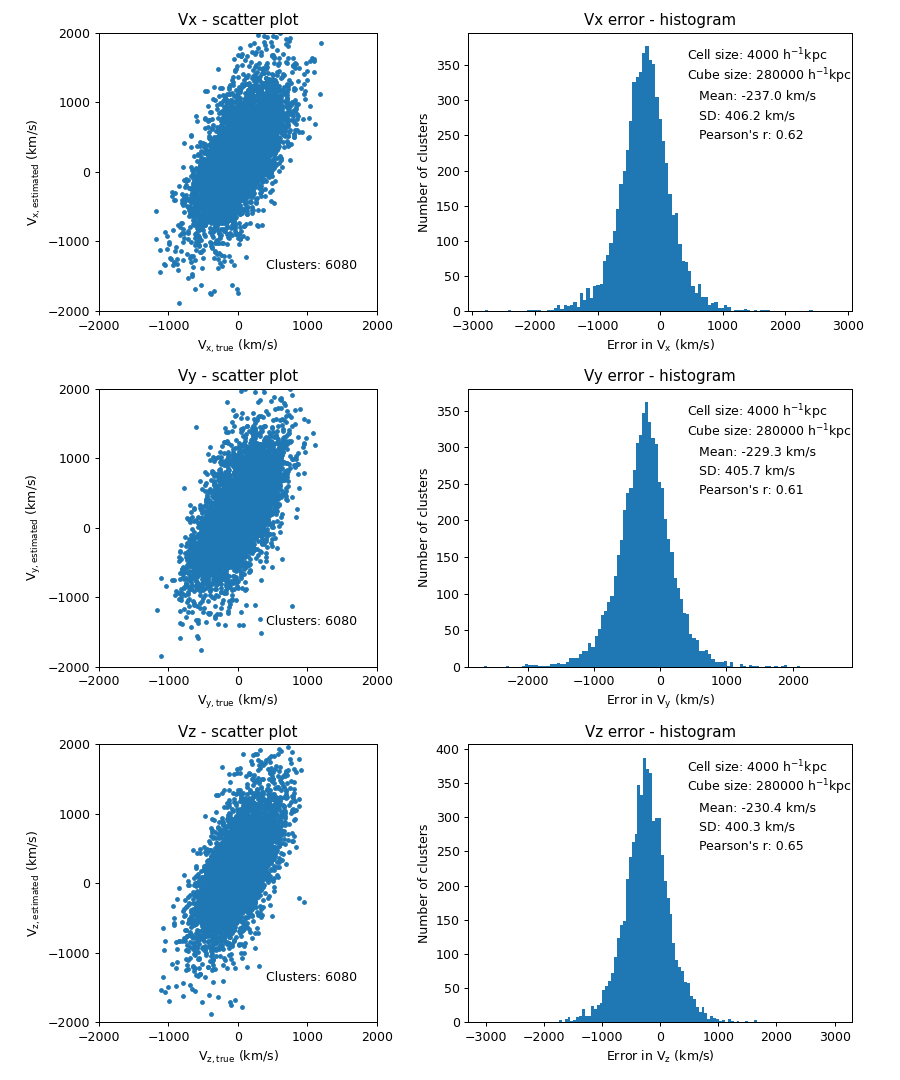 Vx - scatter plot
2000
1000
0
−1000
−2000
V_x, estimated (km/s)
Clusters: 6080
−2000 −1000 0 1000 2000
V_x, true (km/s)
Vx error - histogram
350
300
250
200
150
100
50
0
Number of clusters
Cell size: 4000 h⁻¹kpc
Cube size: 280000 h⁻¹kpc
Mean: -237.0 km/s
SD: 406.2 km/s
Pearson's r: 0.62
−3000 −2000 −1000 0 1000 2000 3000
Error in V_x (km/s)
Vy - scatter plot
2000
1000
0
−1000
−2000
V_y, estimated (km/s)
Clusters: 6080
−2000 −1000 0 1000 2000
V_y, true (km/s)
Vy error - histogram
350
300
250
200
150
100
50
0
Number of clusters
Cell size: 4000 h⁻¹kpc
Cube size: 280000 h⁻¹kpc
Mean: -229.3 km/s
SD: 405.7 km/s
Pearson's r: 0.61
−2000 −1000 0 1000 2000
Error in V_y (km/s)
Vz - scatter plot
2000
1000
0
−1000
−2000
V_z, estimated (km/s)
Clusters: 6080
−2000 −1000 0 1000 2000
V_z, true (km/s)
Vz error - histogram
400
350
300
250
200
150
100
50
0
Number of clusters
Cell size: 4000 h⁻¹kpc
Cube size: 280000 h⁻¹kpc
Mean: -230.4 km/s
SD: 400.3 km/s
Pearson's r: 0.65
−3000 −2000 −1000 0 1000 2000 3000
Error in V_z (km/s)